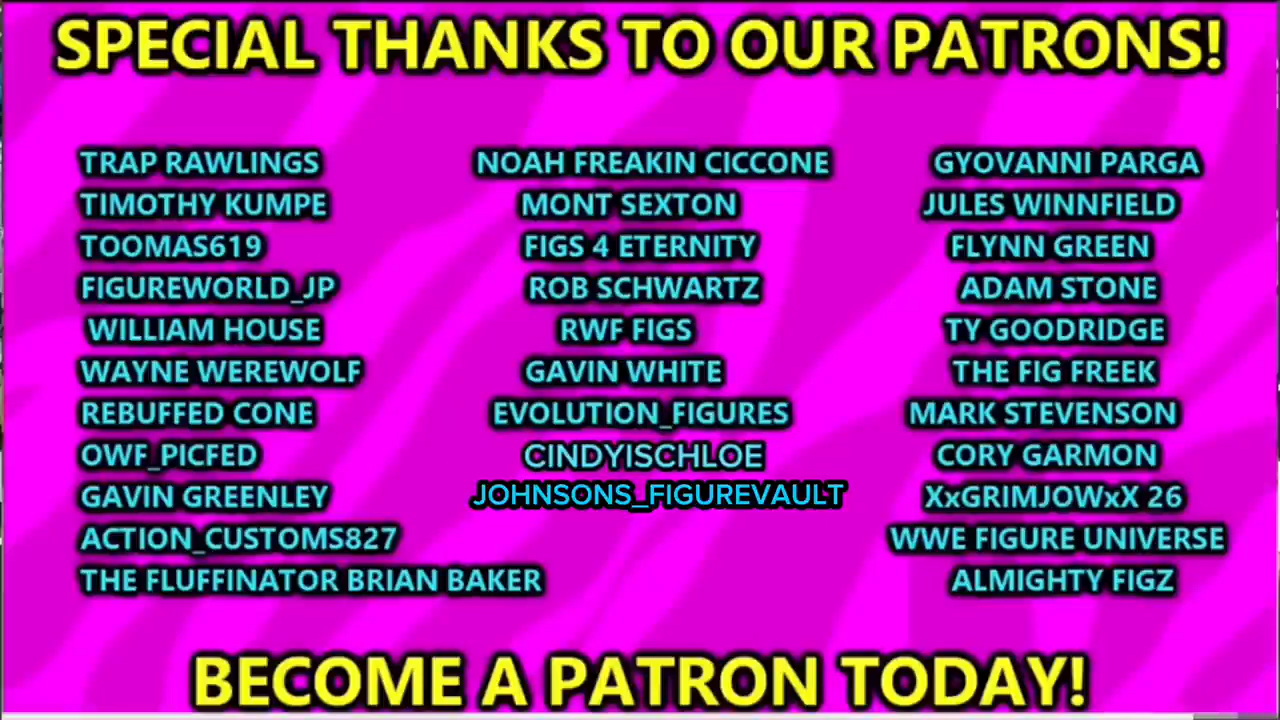 SPECIAL THANKS TO OUR PATRONS!
TRAP RAWLINGS
TIMOTHY KUMPE
TOOMAS619
FIGUREWORLD_JP
WILLIAM HOUSE
WAYNE WEREWOLF
REBUFFED CONE
OWF_PICFED
GAVIN GREENLEY
ACTION_CUSTOMS827
THE FLUFFINATOR BRIAN BAKER
NOAH FREAKIN CICCONE
MONT SEXTON
FIGS 4 ETERNITY
ROB SCHWARTZ
RWF FIGS
GAVIN WHITE
EVOLUTION_FIGURES
CINDYISCHLOE
JOHNSONS_FIGUREVAULT
GYOVANNI PARGA
JULES WINNFIELD
FLYNN GREEN
ADAM STONE
TY GOODRIDGE
THE FIG FREEK
MARK STEVENSON
CORY GARMON
XxGRIMJOWxX 26
WWE FIGURE UNIVERSE
ALMIGHTY FIGZ
BECOME A PATRON TODAY!